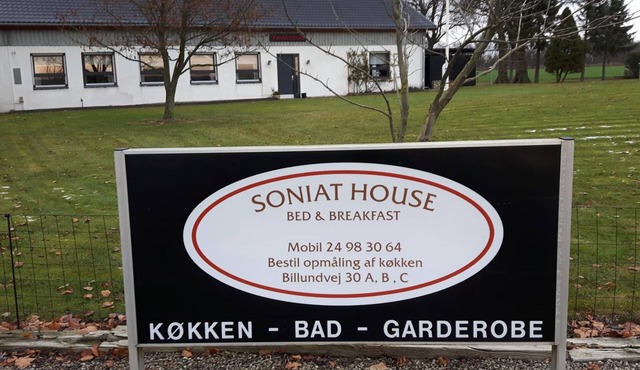 SONIAT HOUSE
BED & BREAKFAST
Mobil 24 98 30 64
Bestil opmåling af køkken
Billundvej 30 A, B , C
KØKKEN - BAD - GARDEROBE